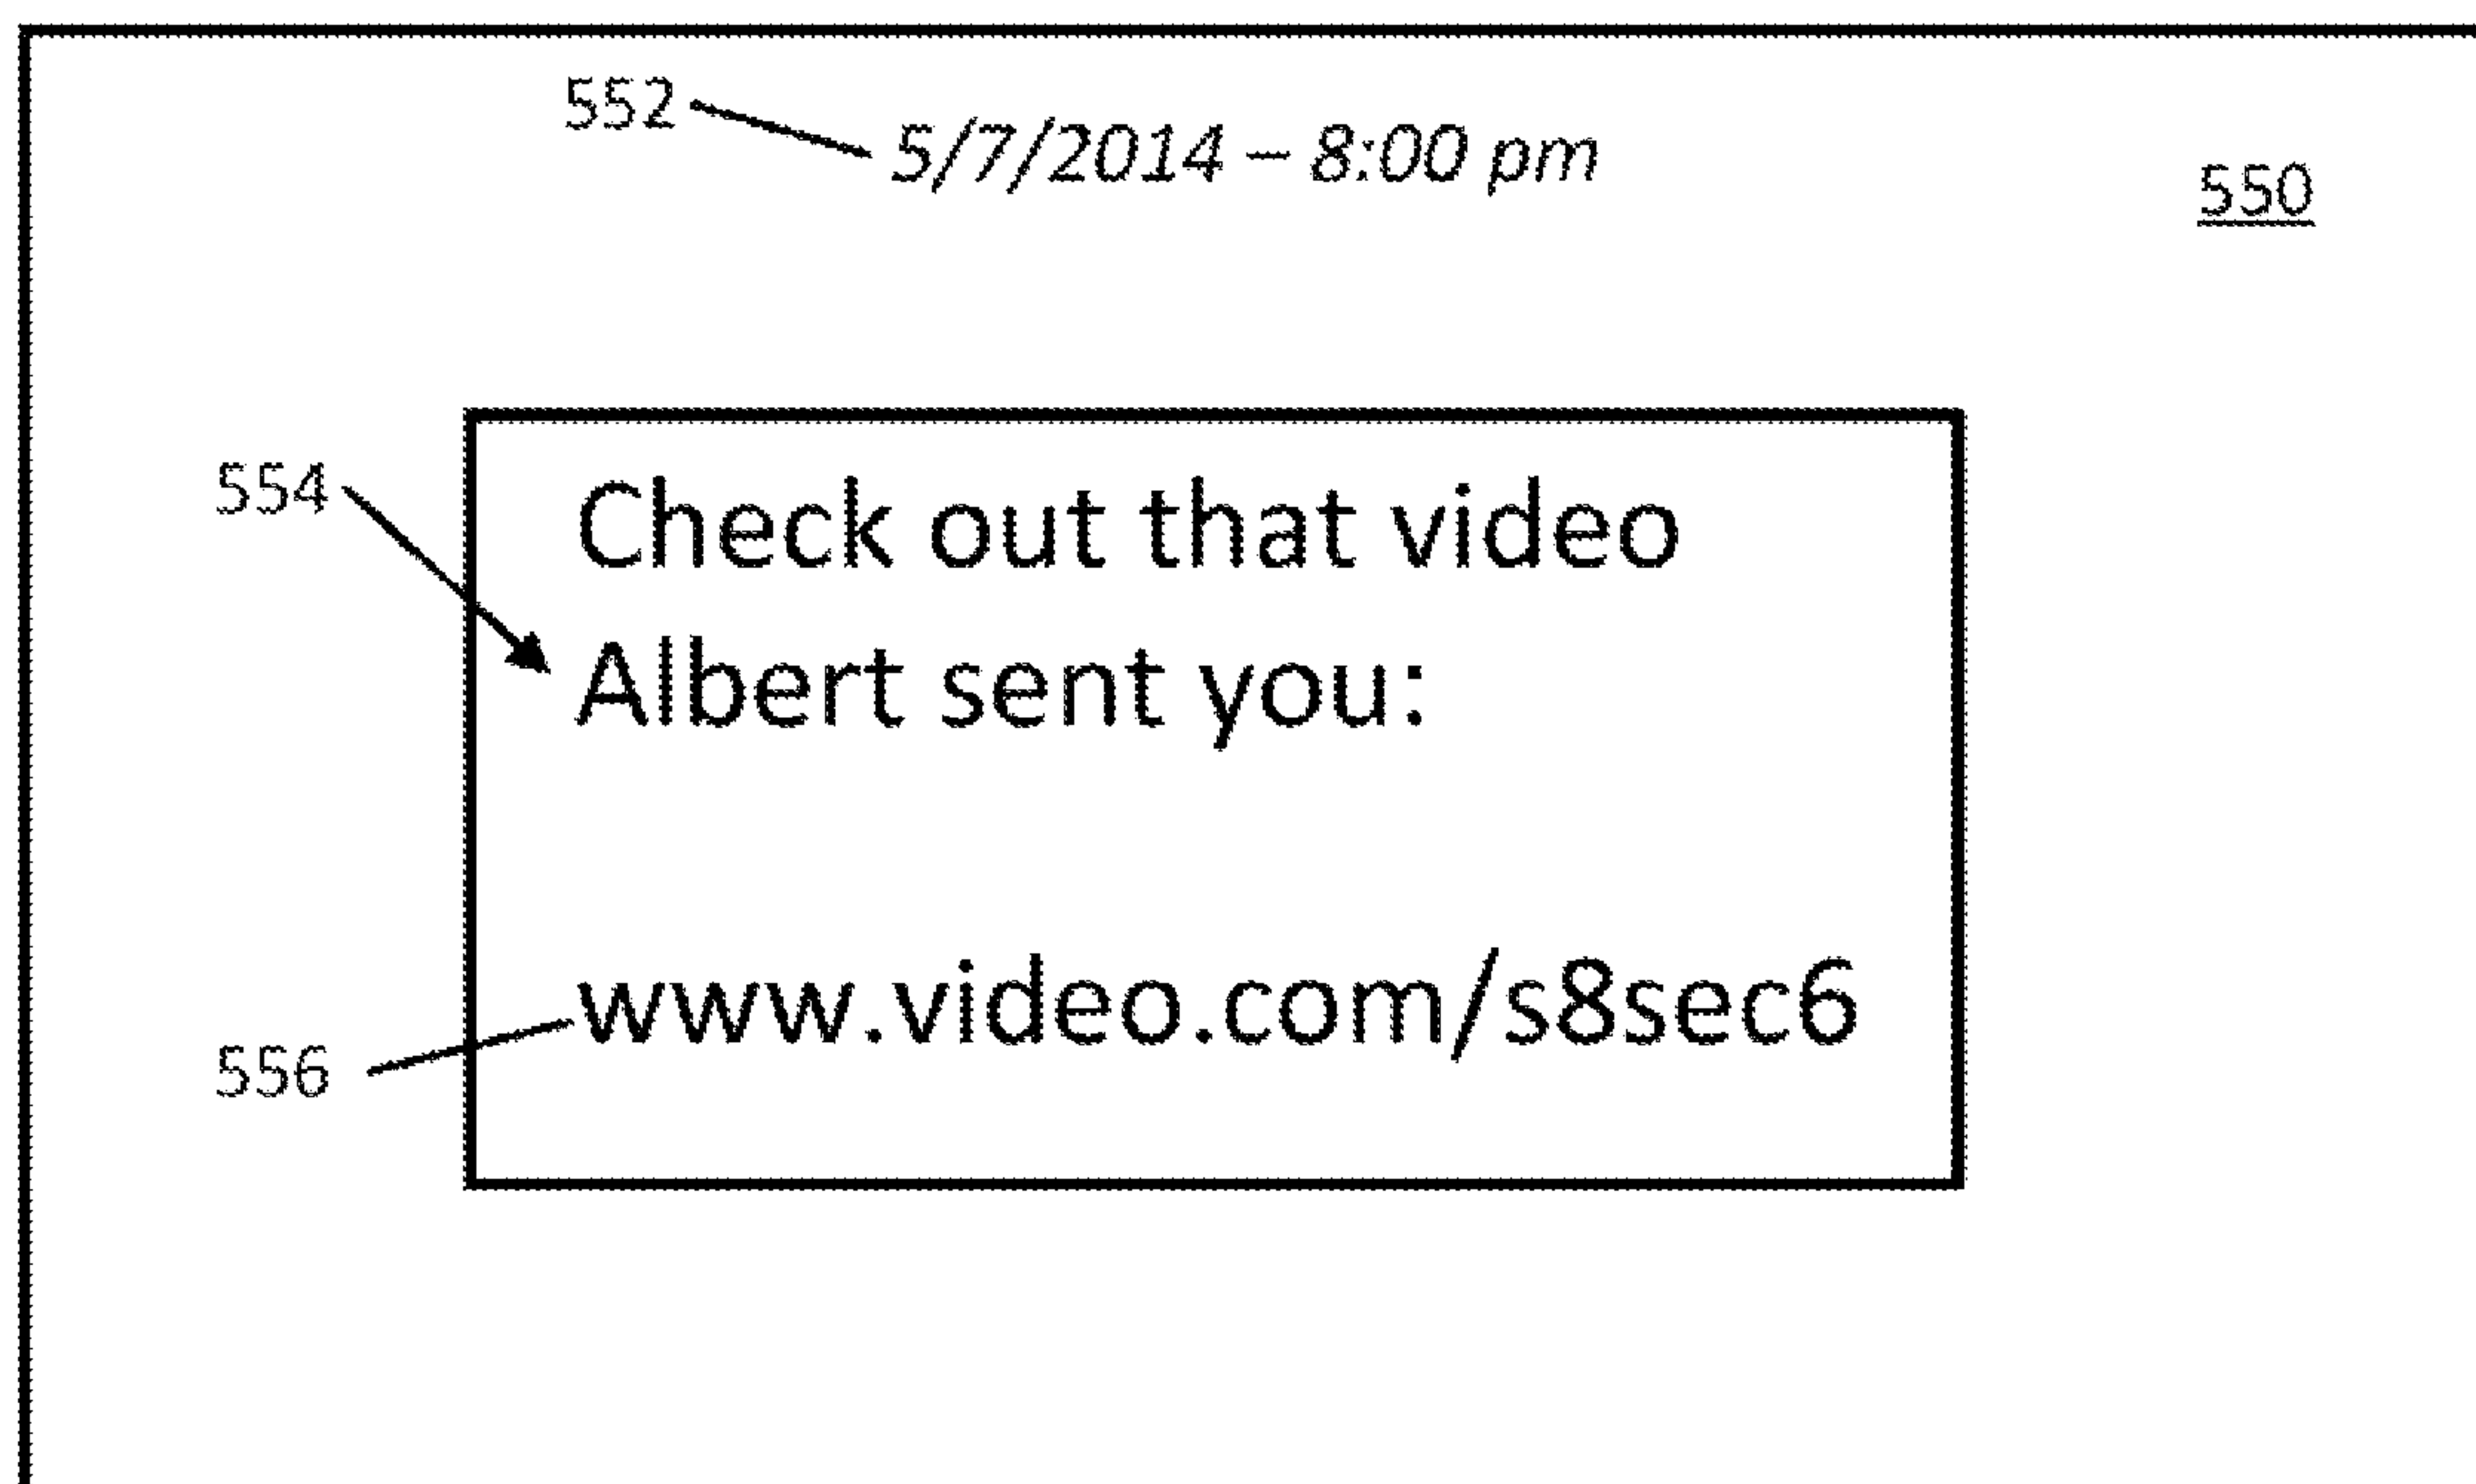 552
5/7/2014 – 8:00 pm
550
554
Check out that video
Albert sent you:
www.video.com/s8sec6
556